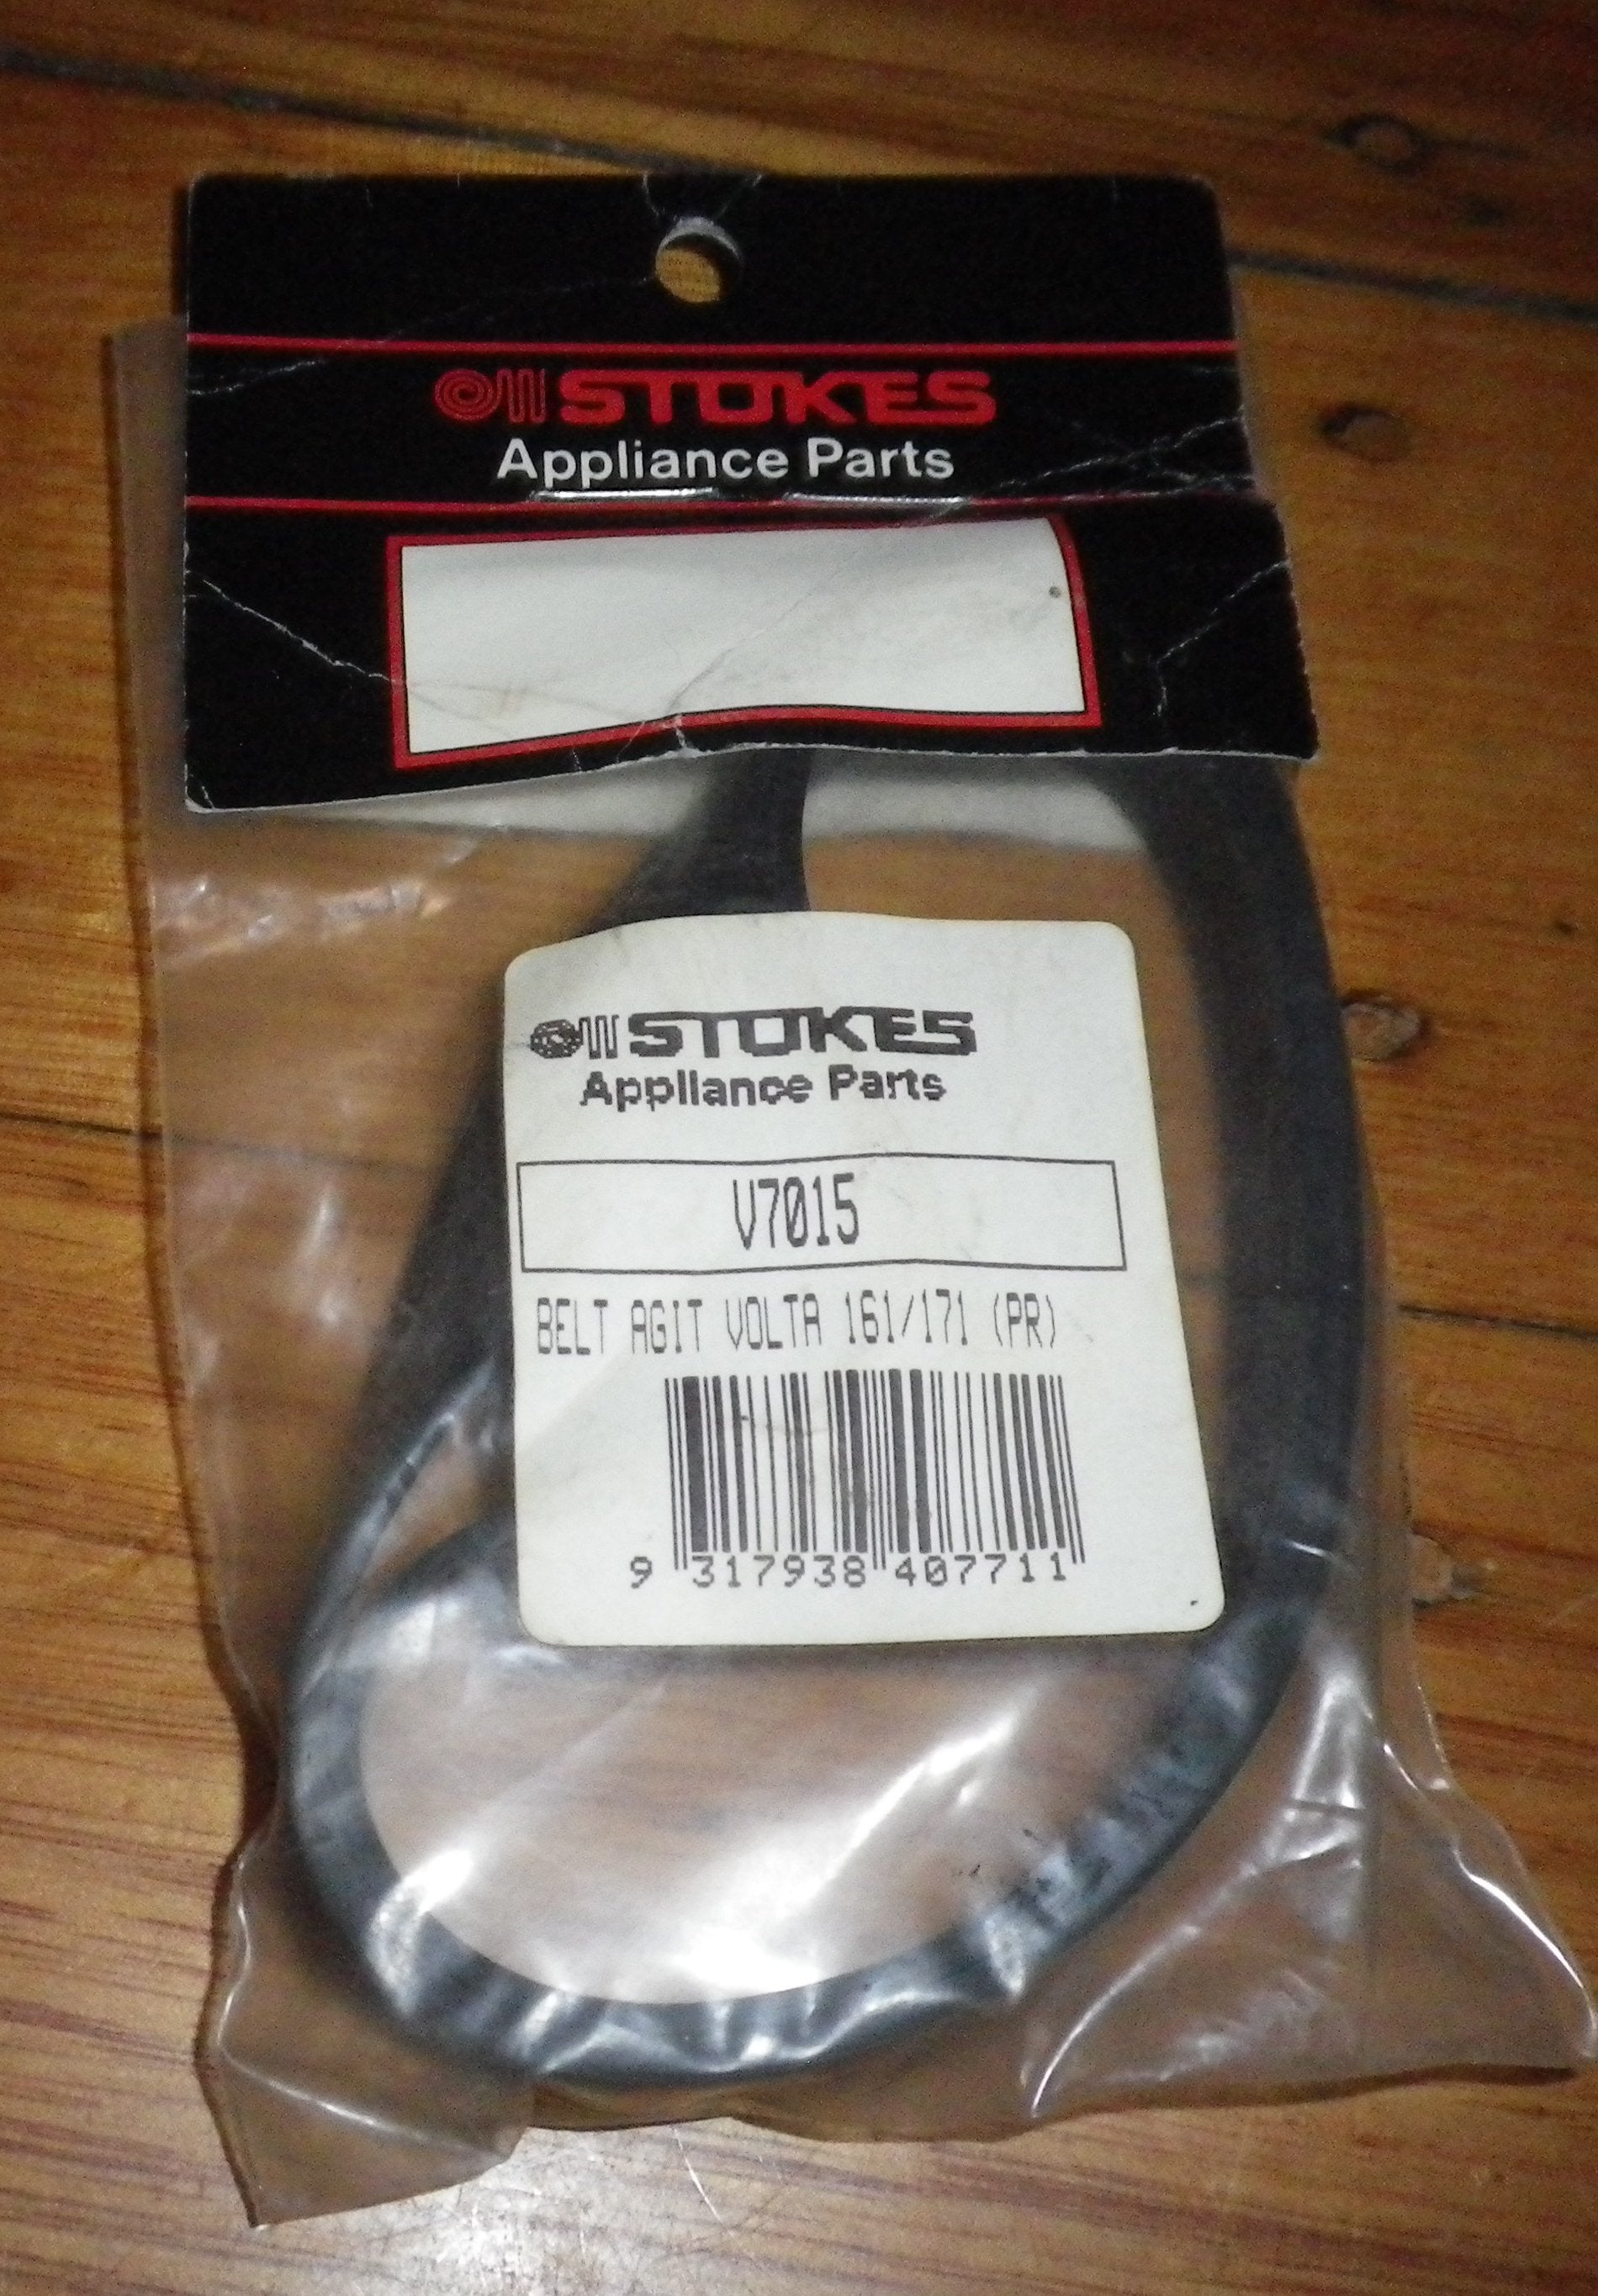 STOKES
Appliance Parts
STOKES
Appliance Parts
V7015
BELT AGIT VOLTA 161/171 (PR)
9 317938 407711